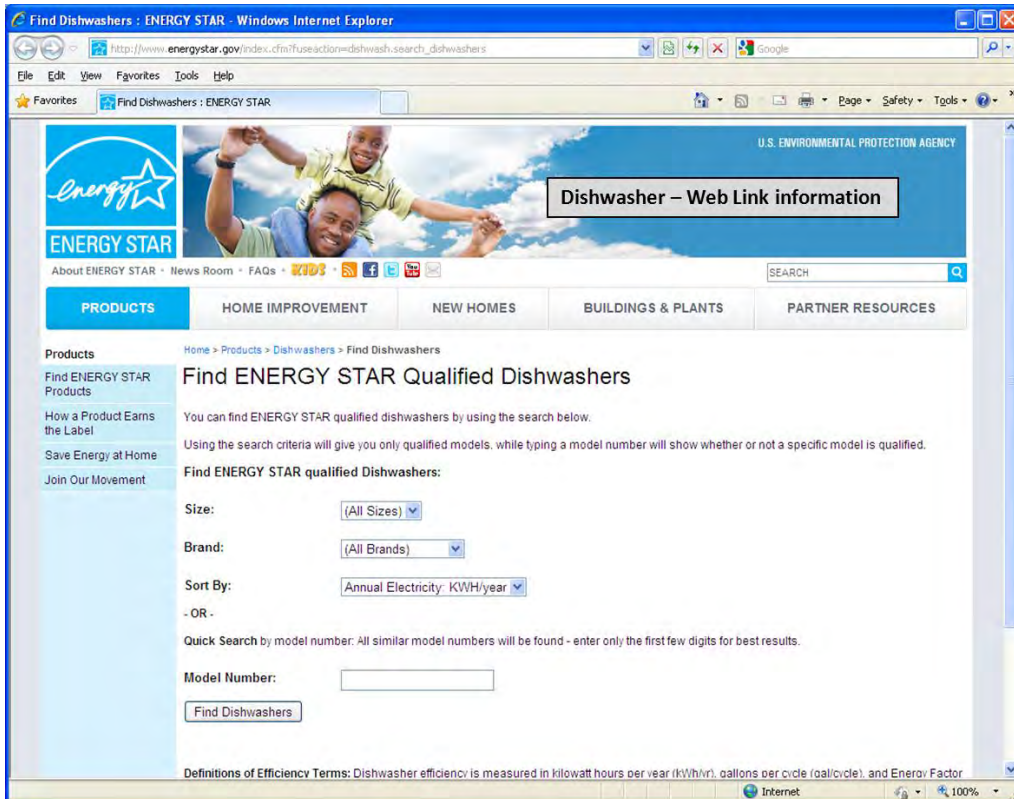 Find Dishwashers : ENERGY STAR - Windows Internet Explorer
http://www.energystar.gov/index.cfm?fuseaction=dishwash.search_dishwashers
Google
File Edit View Favorites Tools Help
Favorites Find Dishwashers : ENERGY STAR Page Safety Tools
U.S. ENVIRONMENTAL PROTECTION AGENCY
energy
ENERGY STAR
Dishwasher – Web Link information
About ENERGY STAR • News Room • FAQs • KIDS • You Tube
SEARCH
PRODUCTS HOME IMPROVEMENT NEW HOMES BUILDINGS & PLANTS PARTNER RESOURCES
Products
Find ENERGY STAR
Products
How a Product Earns
the Label
Save Energy at Home
Join Our Movement
Home > Products > Dishwashers > Find Dishwashers
Find ENERGY STAR Qualified Dishwashers
You can find ENERGY STAR qualified dishwashers by using the search below.
Using the search criteria will give you only qualified models, while typing a model number will show whether or not a specific model is qualified.
Find ENERGY STAR qualified Dishwashers:
Size: (All Sizes)
Brand: (All Brands)
Sort By: Annual Electricity: KWH/year
- OR -
Quick Search by model number: All similar model numbers will be found - enter only the first few digits for best results.
Model Number:
Find Dishwashers
Definitions of Efficiency Terms: Dishwasher efficiency is measured in kilowatt hours per year (kWh/yr), gallons per cycle (gal/cycle), and Energy Factor
Internet 100%